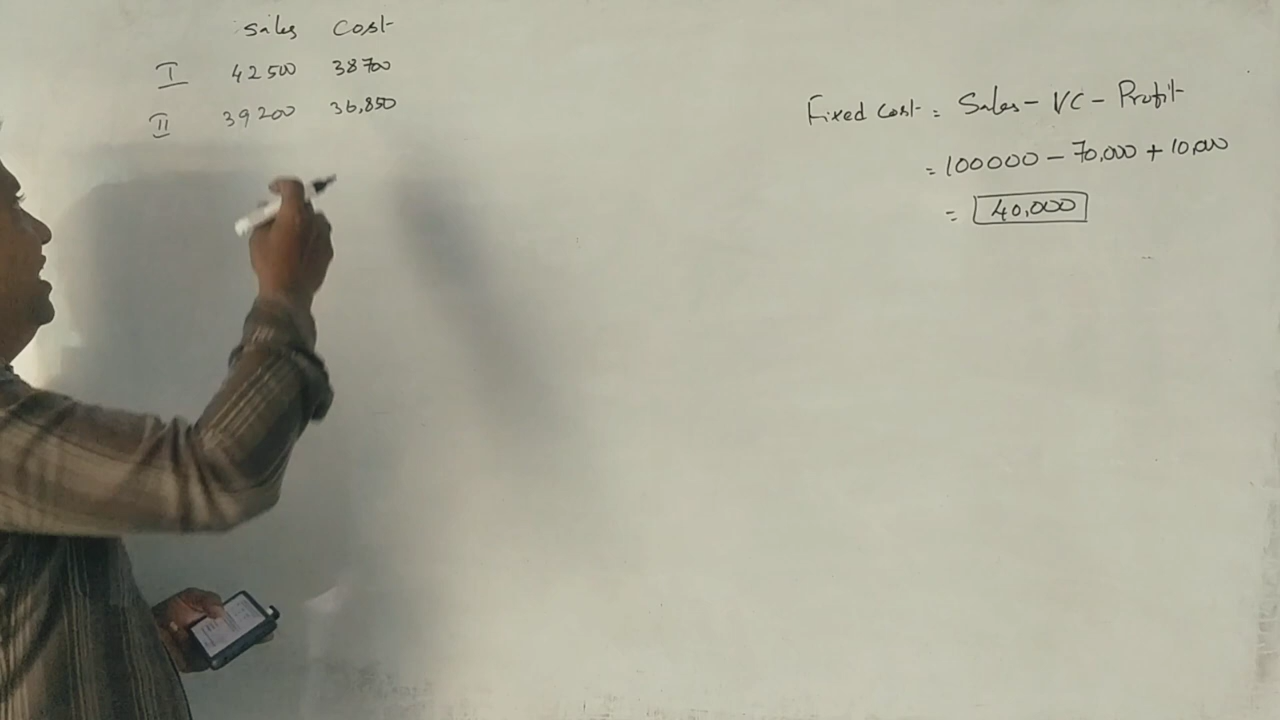 Sales Cost
I 42500 38700
II 39200 36,850
Fixed cost = Sales - VC - Profit
= 100000 - 70,000 + 10,000
= 40,000